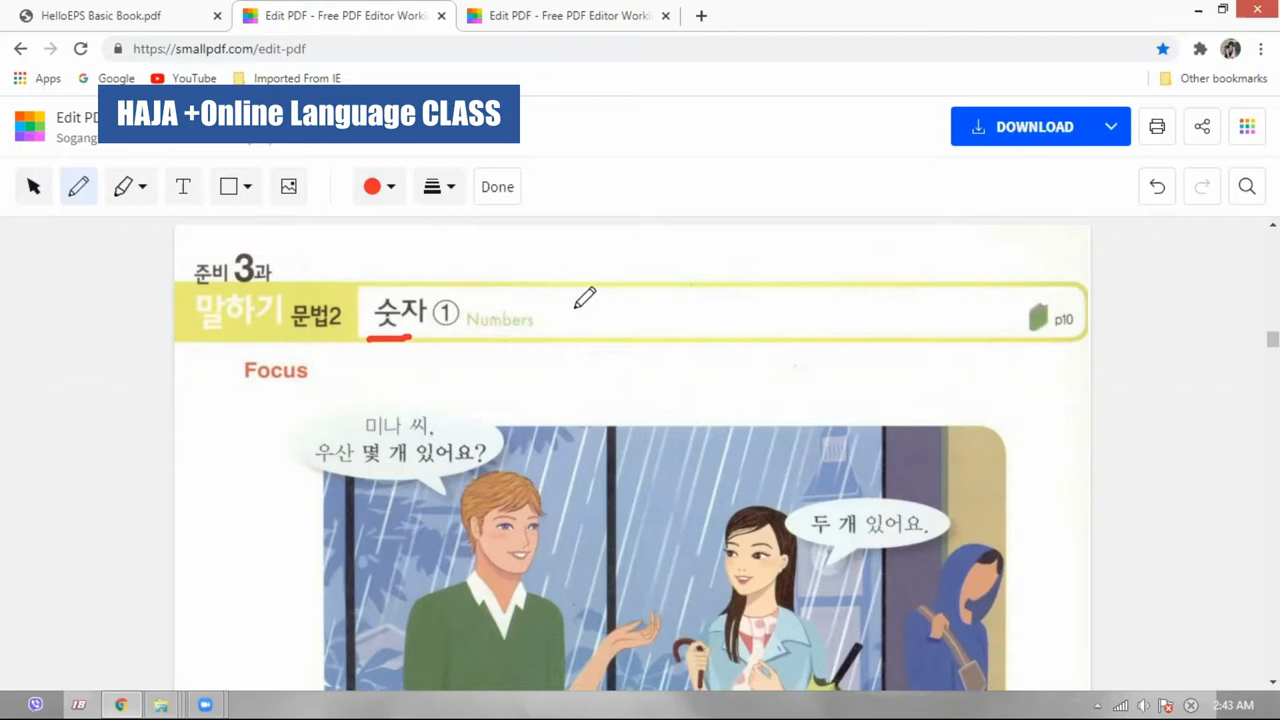 HelloEPS Basic Book.pdf
Edit PDF - Free PDF Editor Worki
Edit PDF - Free PDF Editor Worki
https://smallpdf.com/edit-pdf
Apps
Google
YouTube
Imported From IE
Other bookmarks
HAJA +Online Language CLASS
Edit PD
Sogang
DOWNLOAD
T
Done
준비 3과
말하기 문법2 숫자 ① Numbers
p10
Focus
미나 씨,
우산 몇 개 있어요?
두 개 있어요.
18
2:43 AM